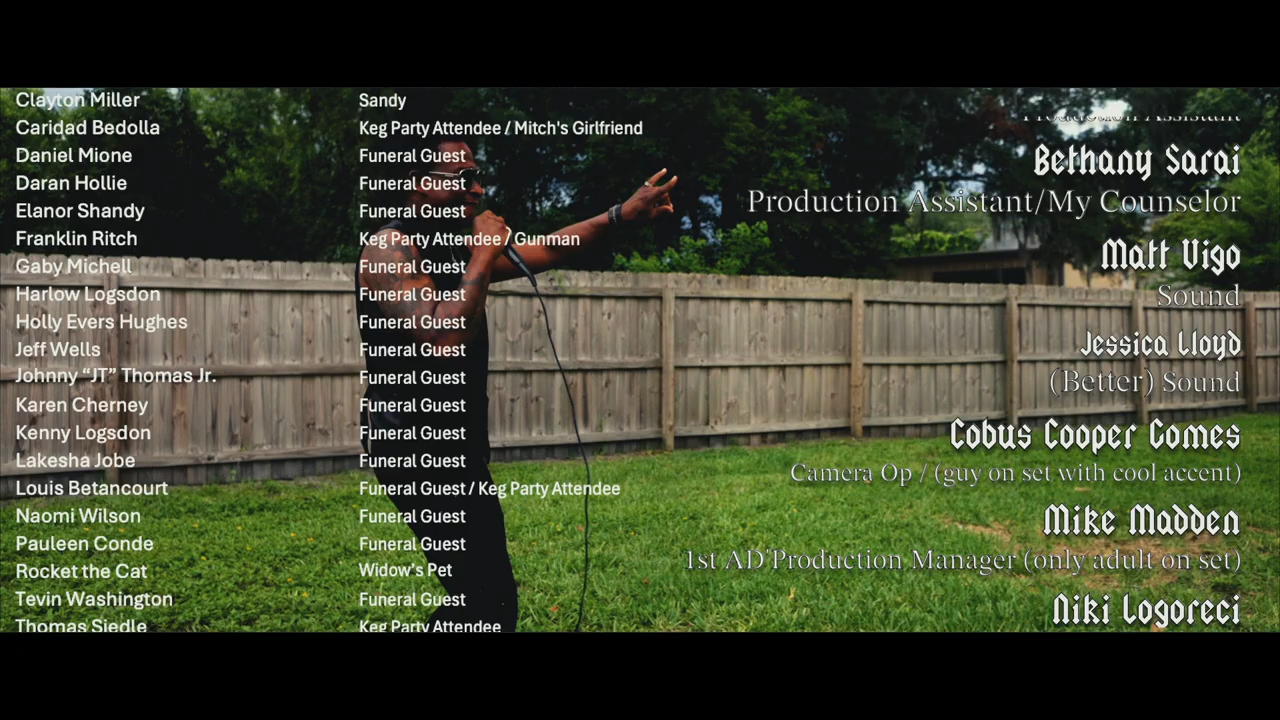 Clayton Miller Sandy
Caridad Bedolla Keg Party Attendee / Mitch's Girlfriend
Daniel Mione Funeral Guest
Daran Hollie Funeral Guest
Elanor Shandy Funeral Guest
Franklin Ritch Keg Party Attendee / Gunman
Gaby Michell Funeral Guest
Harlow Logsdon Funeral Guest
Holly Evers Hughes Funeral Guest
Jeff Wells Funeral Guest
Johnny “JT” Thomas Jr. Funeral Guest
Karen Cherney Funeral Guest
Kenny Logsdon Funeral Guest
Lakesha Jobe Funeral Guest
Louis Betancourt Funeral Guest / Keg Party Attendee
Naomi Wilson Funeral Guest
Pauleen Conde Funeral Guest
Rocket the Cat Widow's Pet
Tevin Washington Funeral Guest
Thomas Siedle Keg Party Attendee
Production Assistant
Bethany Sarai
Production Assistant/My Counselor
Matt Vigo
Sound
Jessica Lloyd
(Better) Sound
Cobus Cooper Gomes
Camera Op / (guy on set with cool accent)
Mike Madden
1st AD'Production Manager (only adult on set)
Niki Logoreci